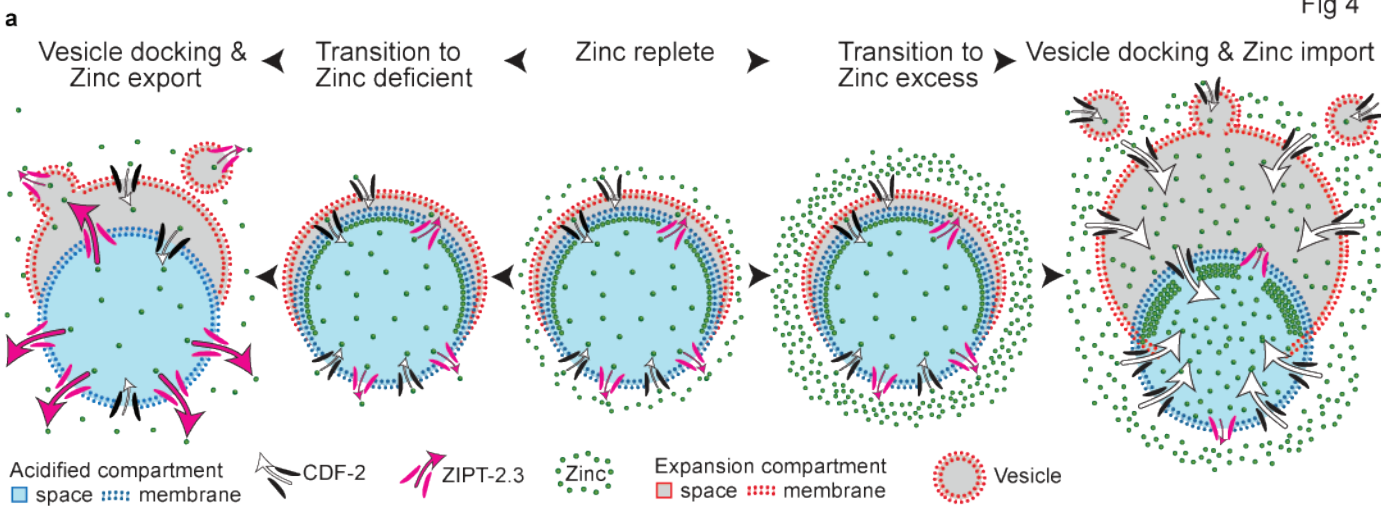 Fig 4
a
Vesicle docking & Zinc export
Transition to Zinc deficient
Zinc replete
Transition to Zinc excess
Vesicle docking & Zinc import
Acidified compartment
space
membrane
CDF-2
ZIPT-2.3
Zinc
Expansion compartment
space
membrane
Vesicle